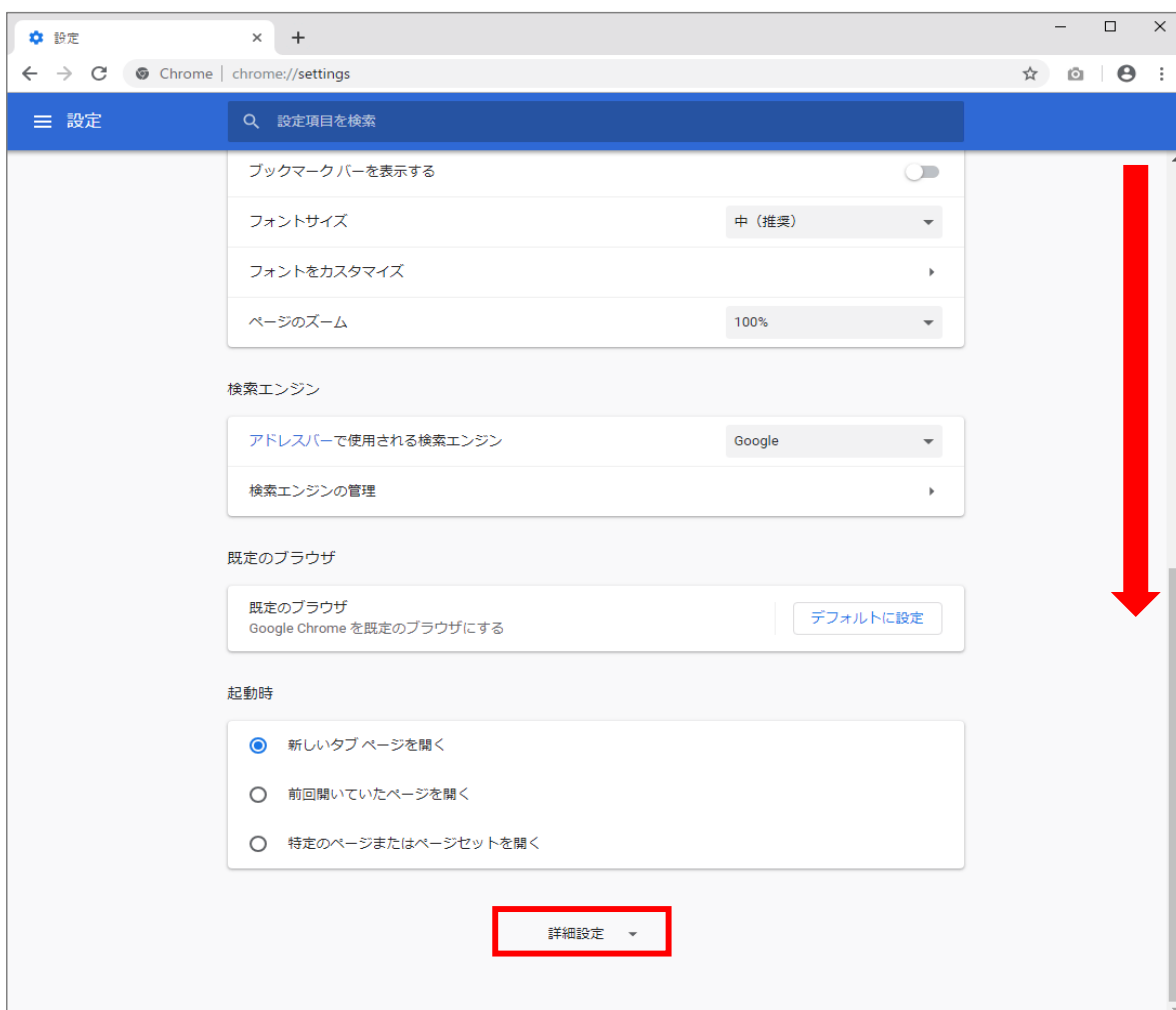 設定
Chrome | chrome://settings
設定
設定項目を検索
ブックマーク バーを表示する
フォントサイズ 中（推奨）
フォントをカスタマイズ
ページのズーム 100%
検索エンジン
アドレスバーで使用される検索エンジン Google
検索エンジンの管理
既定のブラウザ
既定のブラウザ
Google Chrome を既定のブラウザにする
デフォルトに設定
起動時
新しいタブ ページを開く
前回開いていたページを開く
特定のページまたはページセットを開く
詳細設定